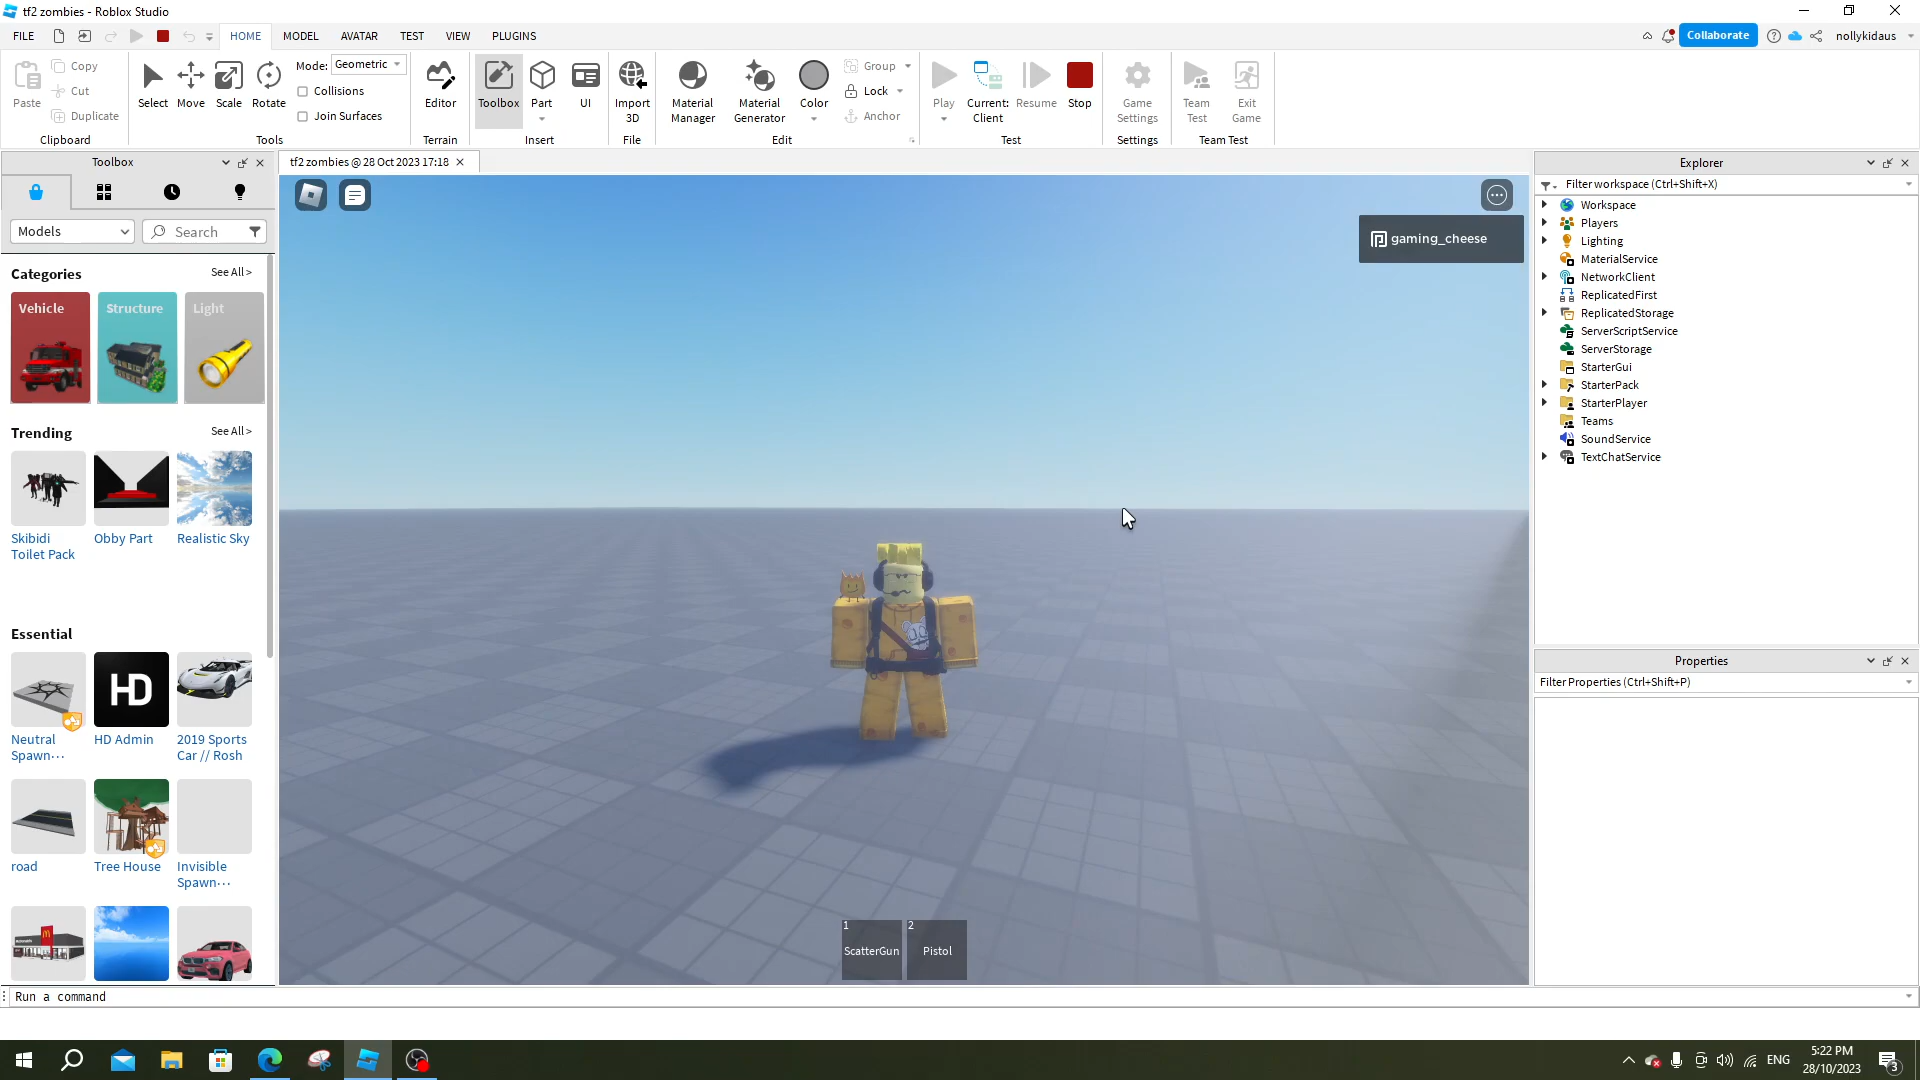 tf2 zombies - Roblox Studio
FILE HOME MODEL AVATAR TEST VIEW PLUGINS Collaborate nollykidaus
Paste Copy Cut Duplicate Clipboard
Select Move Scale Rotate Mode: Geometric Collisions Join Surfaces Tools
Editor Terrain
Toolbox Part UI Insert
Import 3D File
Material Manager Material Generator Color Group Lock Anchor Edit
Play Current: Client Resume Stop Test
Game Settings Settings
Team Test Exit Game Team Test
Toolbox
tf2 zombies @ 28 Oct 2023 17:18
Models Search
Categories See All >
Vehicle Structure Light
Trending See All >
Skibidi Toilet Pack
Obby Part
Realistic Sky
Essential
HD
Neutral Spawn...
HD Admin
2019 Sports Car // Rosh
road
Tree House
Invisible Spawn...
gaming_cheese
1 ScatterGun
2 Pistol
Explorer
Filter workspace (Ctrl+Shift+X)
Workspace
Players
Lighting
MaterialService
NetworkClient
ReplicatedFirst
ReplicatedStorage
ServerScriptService
ServerStorage
StarterGui
StarterPack
StarterPlayer
Teams
SoundService
TextChatService
Properties
Filter Properties (Ctrl+Shift+P)
Run a command
ENG
5:22 PM
28/10/2023
3